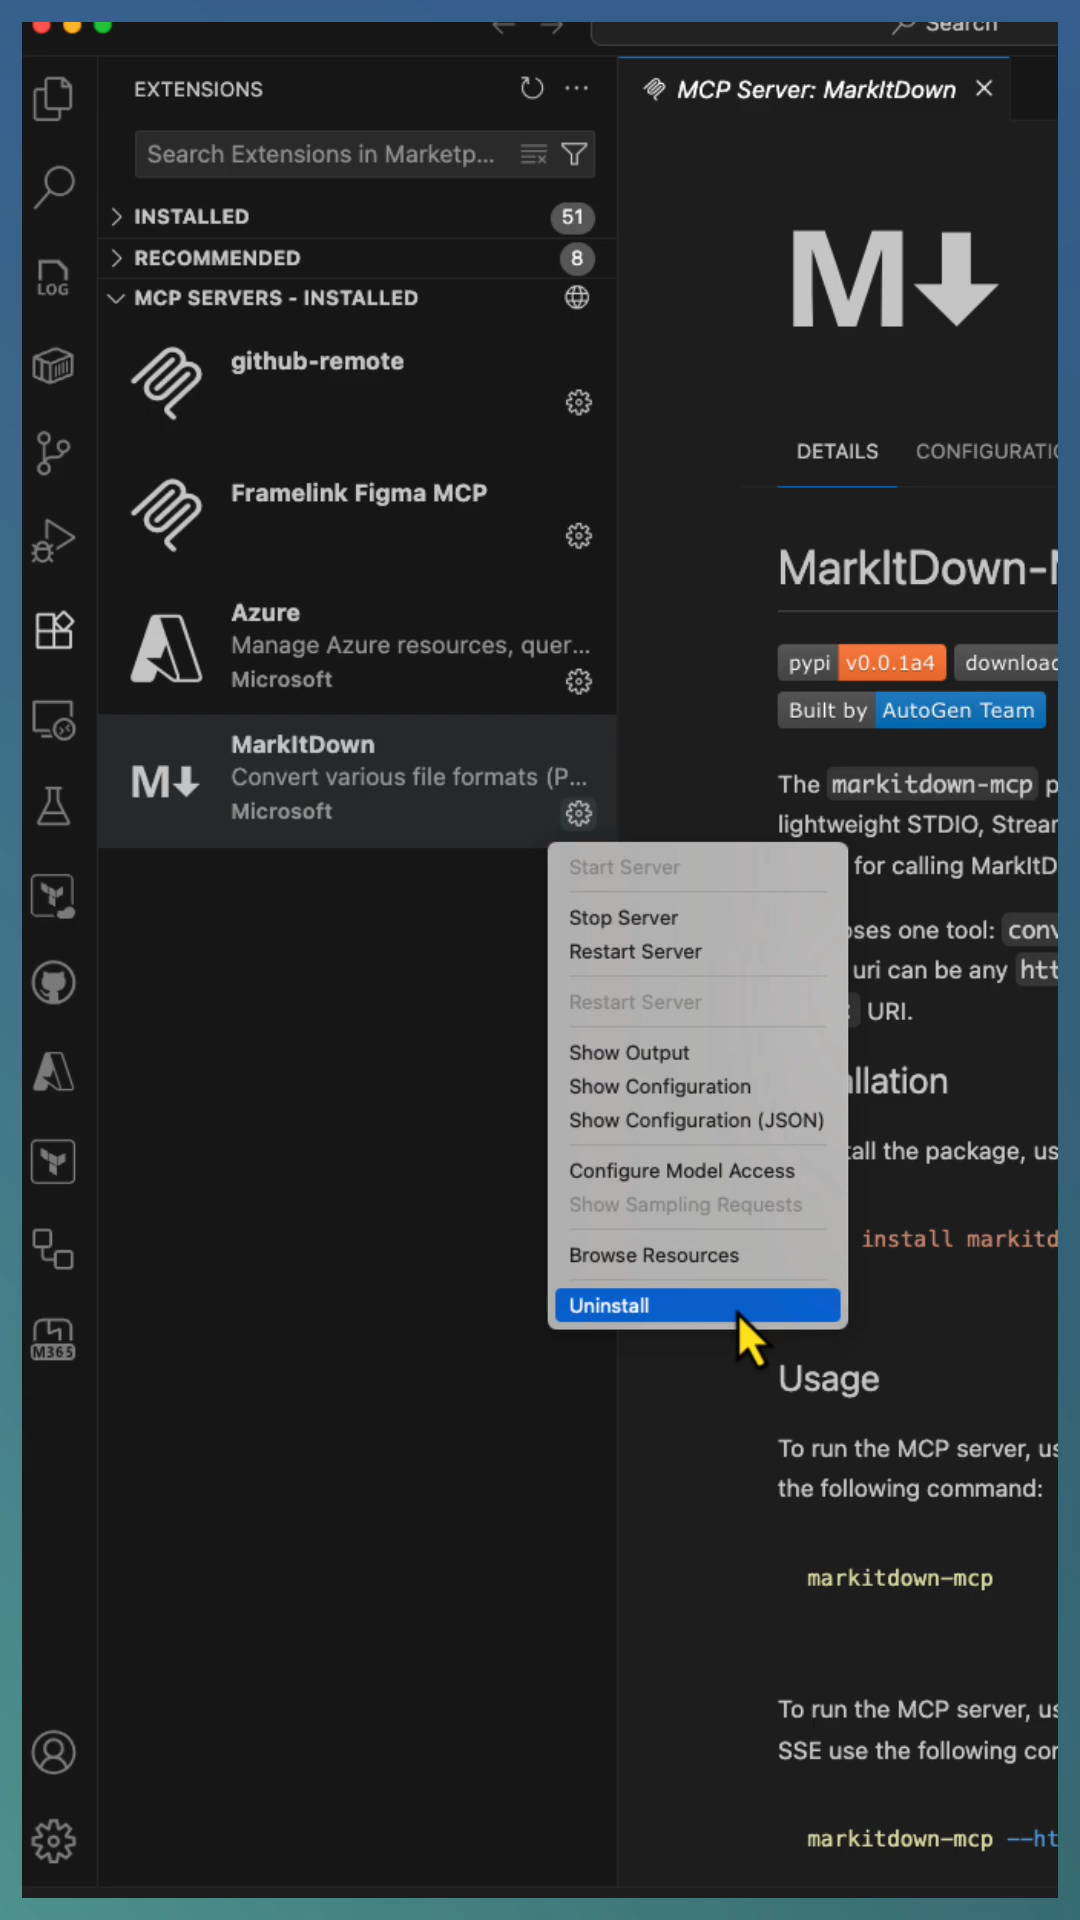 Search
EXTENSIONS
MCP Server: MarkItDown
Search Extensions in Marketp...
INSTALLED
51
RECOMMENDED
8
MCP SERVERS - INSTALLED
github-remote
Framelink Figma MCP
Azure
Manage Azure resources, quer...
Microsoft
MarkItDown
Convert various file formats (P...
Microsoft
LOG
M365
M
DETAILS
CONFIGURATIO
MarkItDown-M
pypi v0.0.1a4
download
Built by AutoGen Team
The markitdown-mcp p
lightweight STDIO, Strea
for calling MarkItD
oses one tool: conv
uri can be any htt
URI.
llation
tall the package, us
install markitd
Usage
To run the MCP server, us
the following command:
markitdown-mcp
To run the MCP server, us
SSE use the following co
markitdown-mcp --ht
Start Server
Stop Server
Restart Server
Restart Server
Show Output
Show Configuration
Show Configuration (JSON)
Configure Model Access
Show Sampling Requests
Browse Resources
Uninstall
M